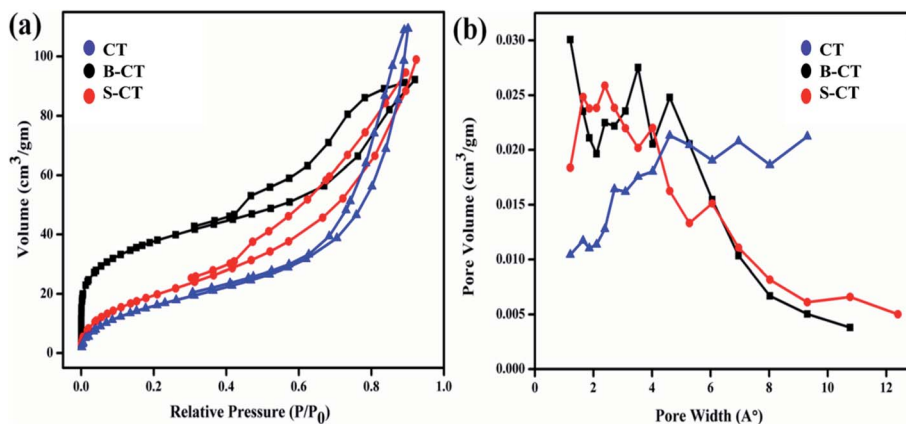 (a)
CT
B-CT
S-CT
Volume (cm3/gm)
100
80
60
40
20
0
0.0 0.2 0.4 0.6 0.8 1.0
Relative Pressure (P/P0)
(b)
CT
B-CT
S-CT
Pore Volume (cm3/gm)
0.030
0.025
0.020
0.015
0.010
0.005
0.000
0 2 4 6 8 10 12
Pore Width (A°)